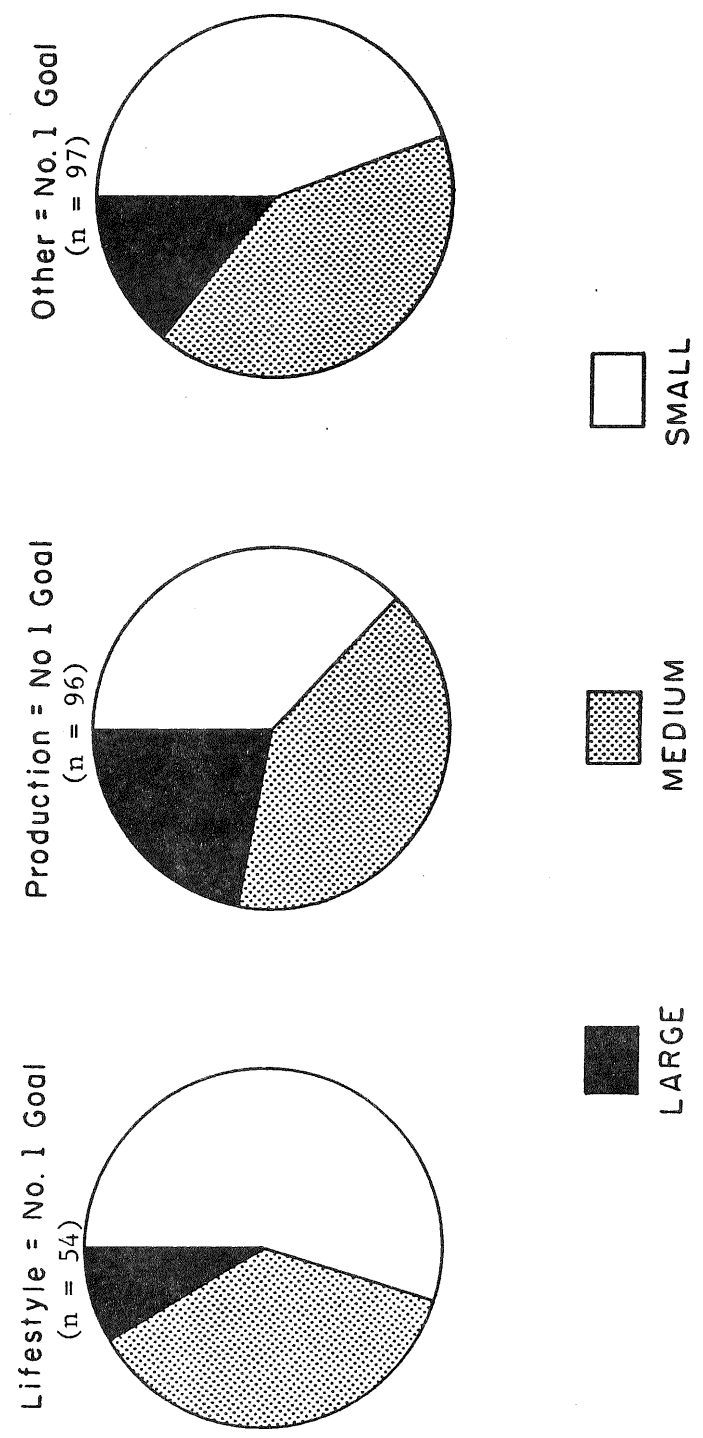 Lifestyle = No. 1 Goal
(n = 54)
Production = No 1 Goal
(n = 96)
Other = No. 1 Goal
(n = 97)
LARGE
MEDIUM
SMALL